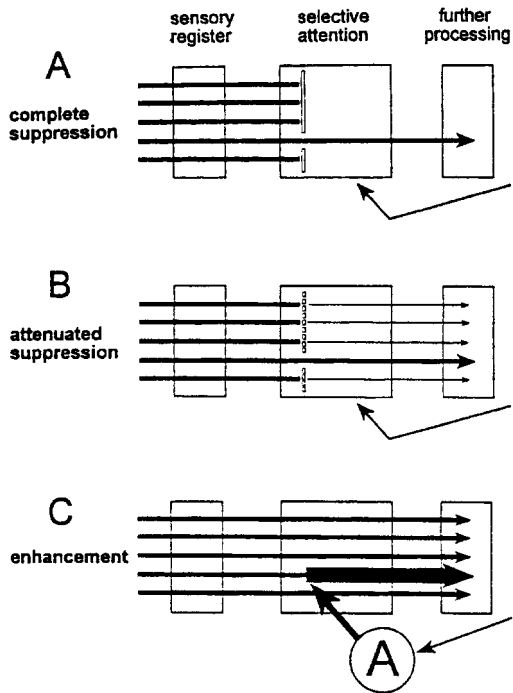 sensory
register
selective
attention
further
processing
A
complete
suppression
B
attenuated
suppression
C
enhancement
A